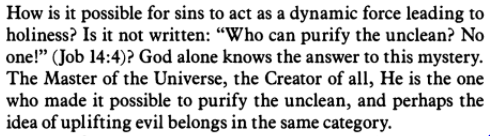 How is it possible for sins to act as a dynamic force leading to
holiness? Is it not written: “Who can purify the unclean? No
one!” (Job 14:4)? God alone knows the answer to this mystery.
The Master of the Universe, the Creator of all, He is the one
who made it possible to purify the unclean, and perhaps the
idea of uplifting evil belongs in the same category.